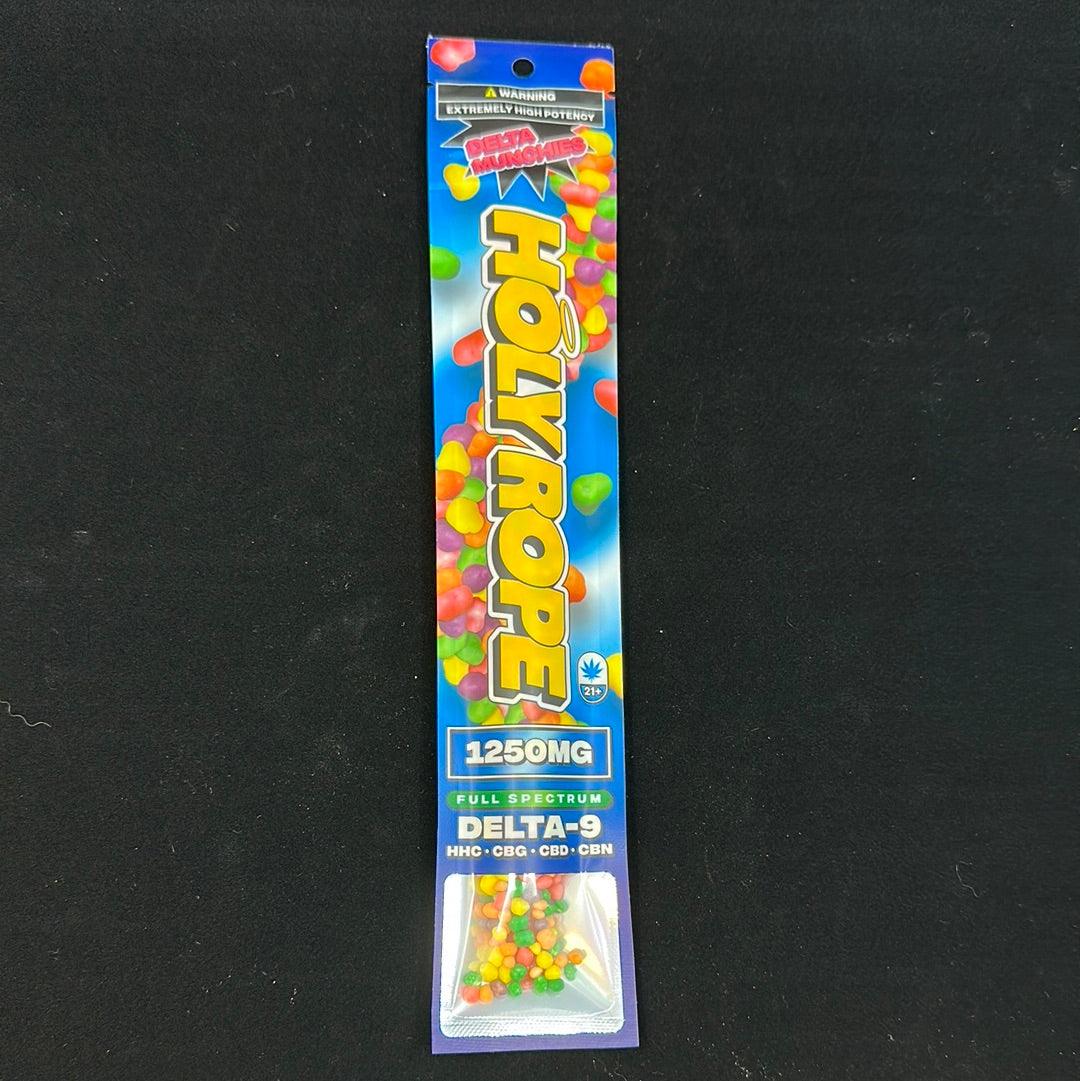 ⚠ WARNING
EXTREMELY HIGH POTENCY
DELTA
MUNCHIES
HOLY ROPE
21+
1250MG
FULL SPECTRUM
DELTA-9
HHC • CBG • CBD • CBN